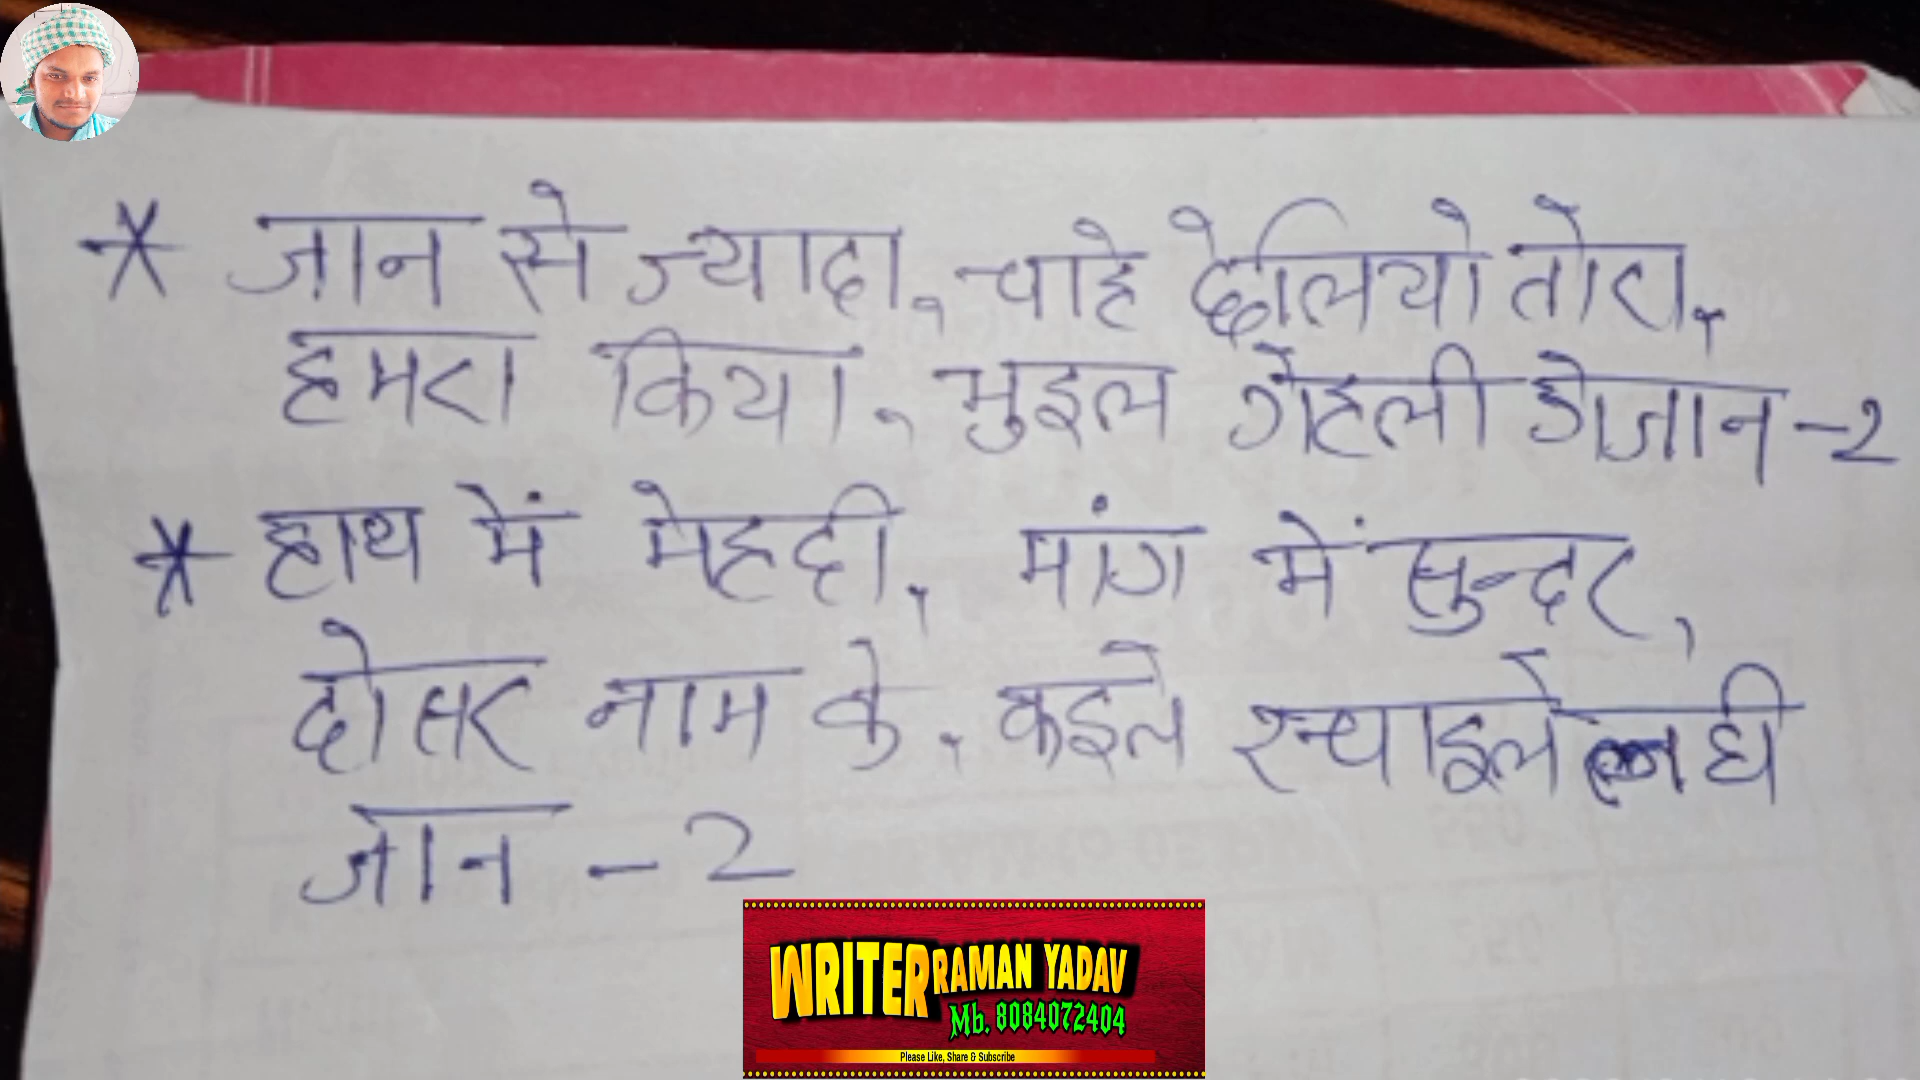 * जान से ज्यादा, चाहे देलियो तोरा,
हमरा किया, भुइल गेहली गे जान -2
* हाथ में मेहदी, मांग में सुन्दर,
दोसर नाम के, कइले रचाइले धी
जान - 2
WRITER RAMAN YADAV
Mb. 8084072404
Please Like, Share & Subscribe